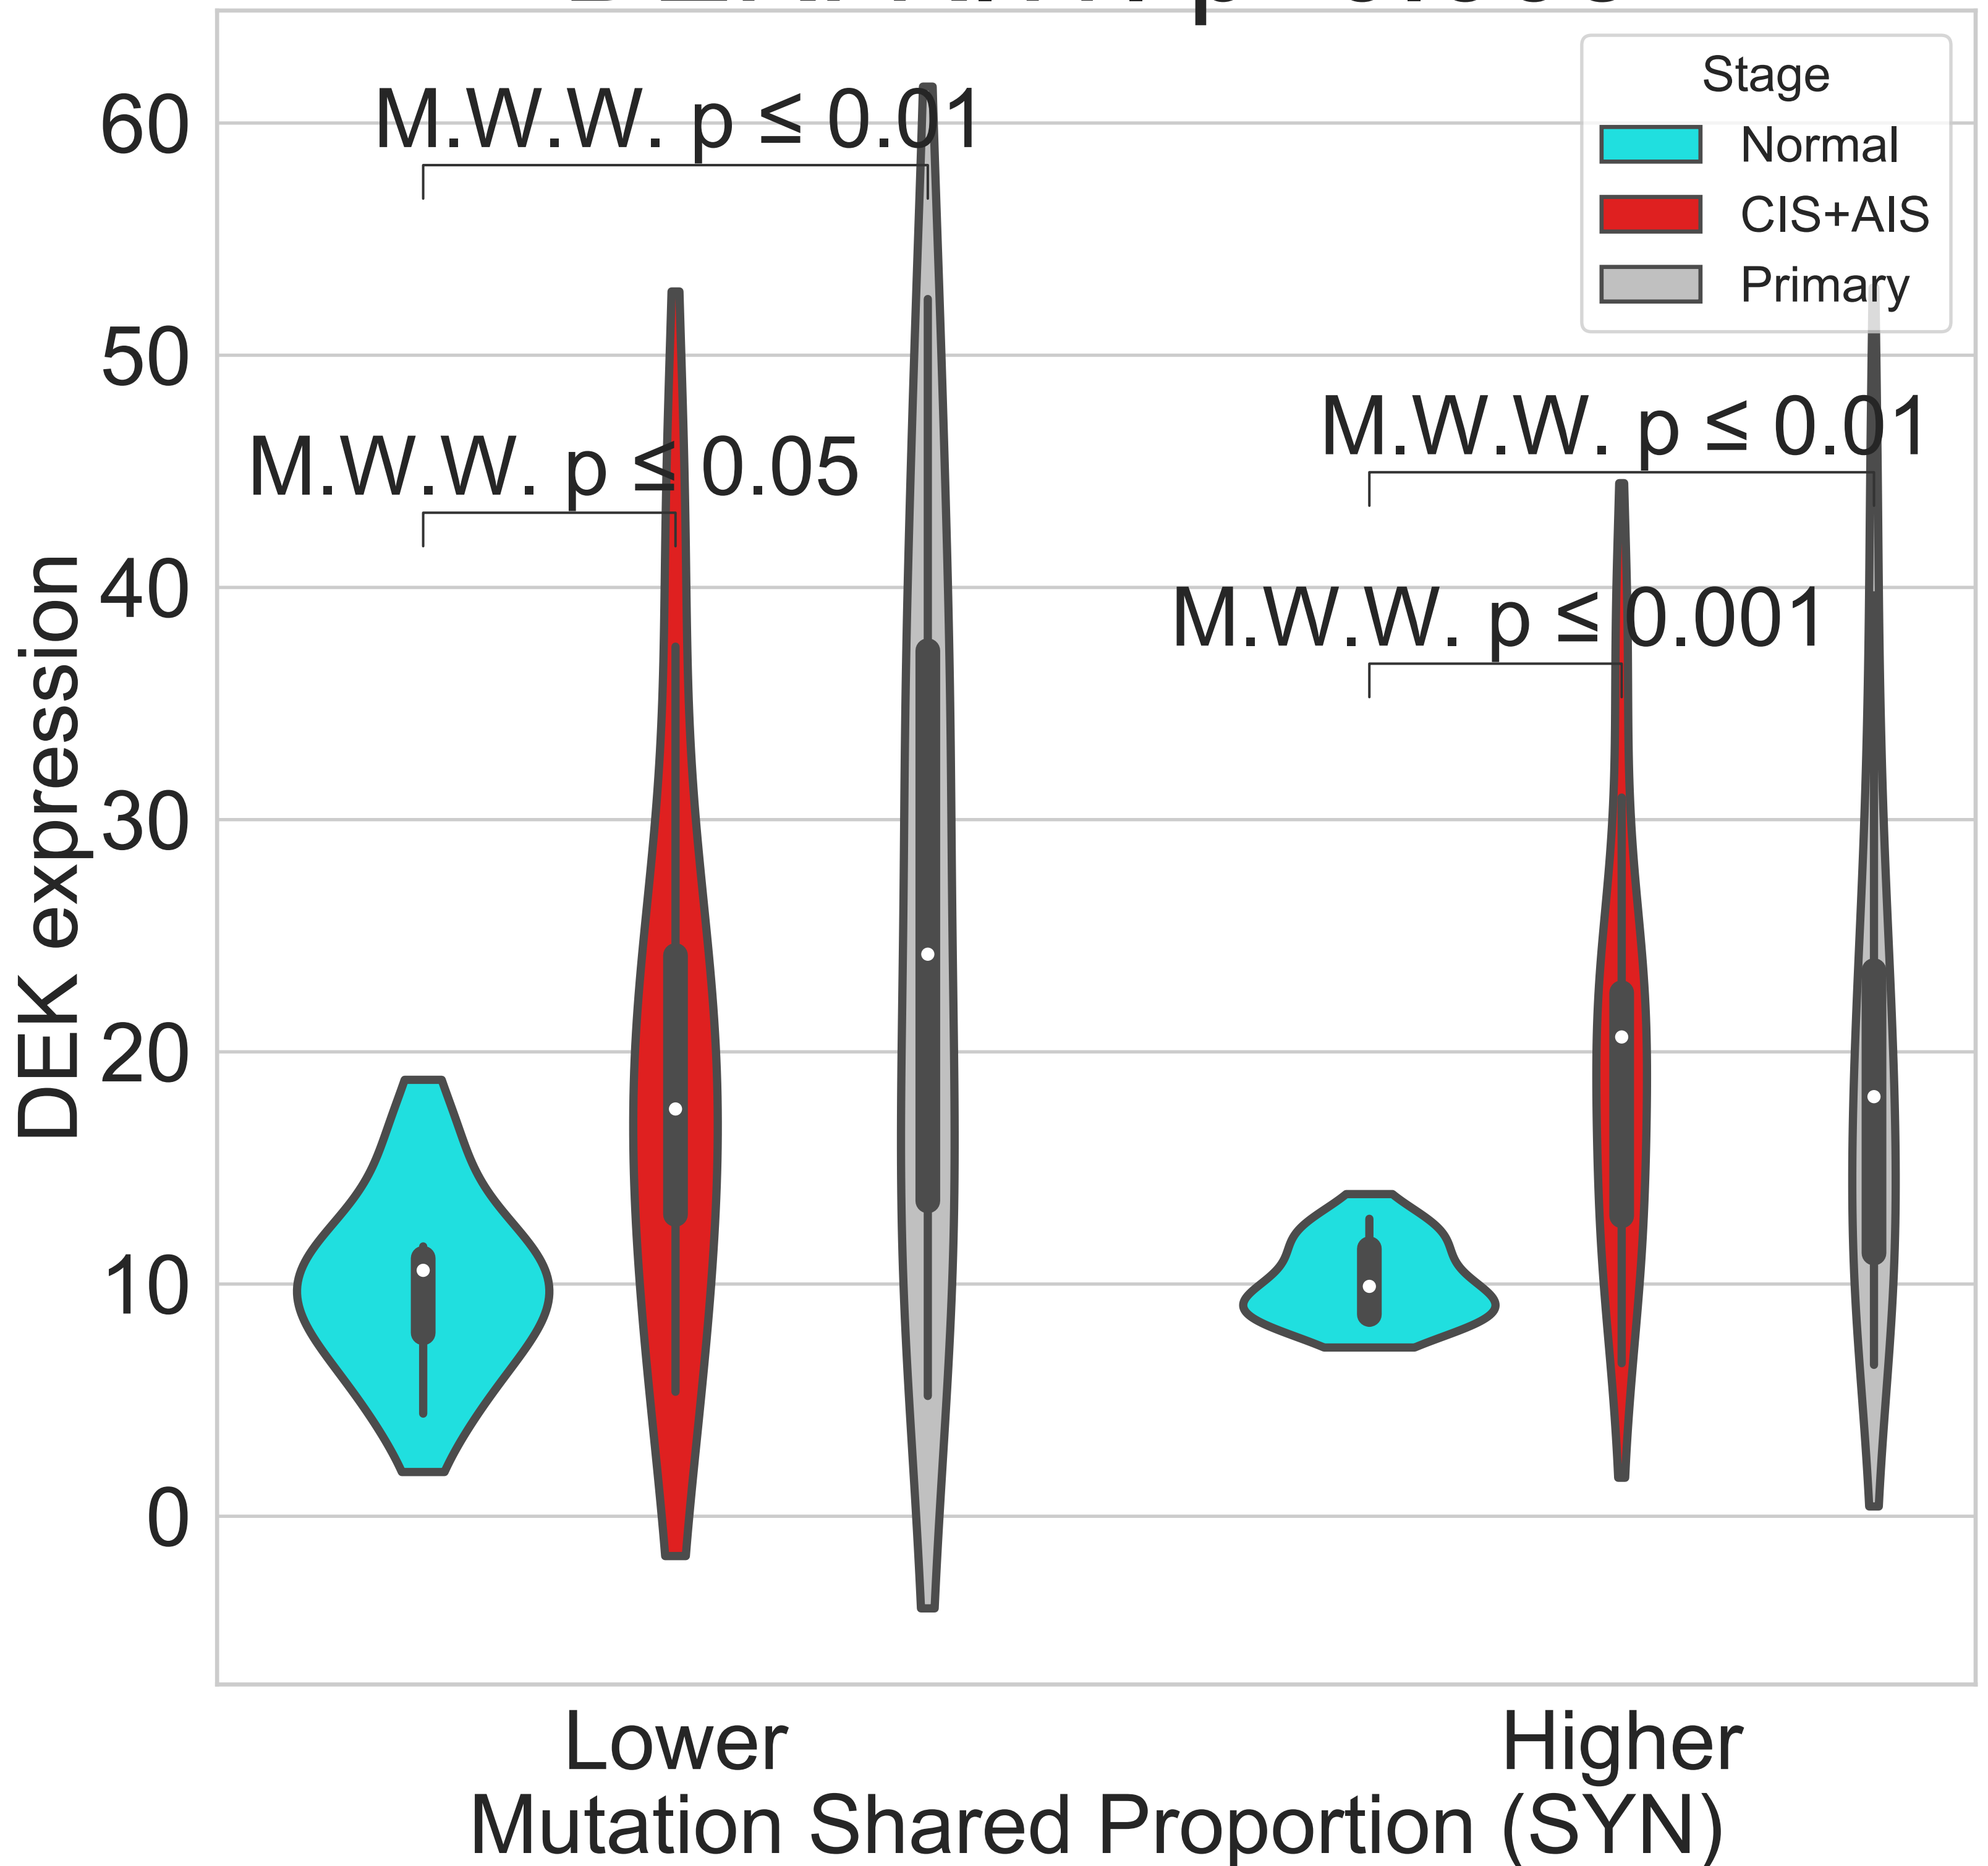 Stage
Normal
CIS+AIS
Primary
M.W.W. p ≤ 0.01
M.W.W. p ≤ 0.05
M.W.W. p ≤ 0.01
M.W.W. p ≤ 0.001
DEK expression
60
50
40
30
20
10
0
Lower
Higher
Mutation Shared Proportion (SYN)